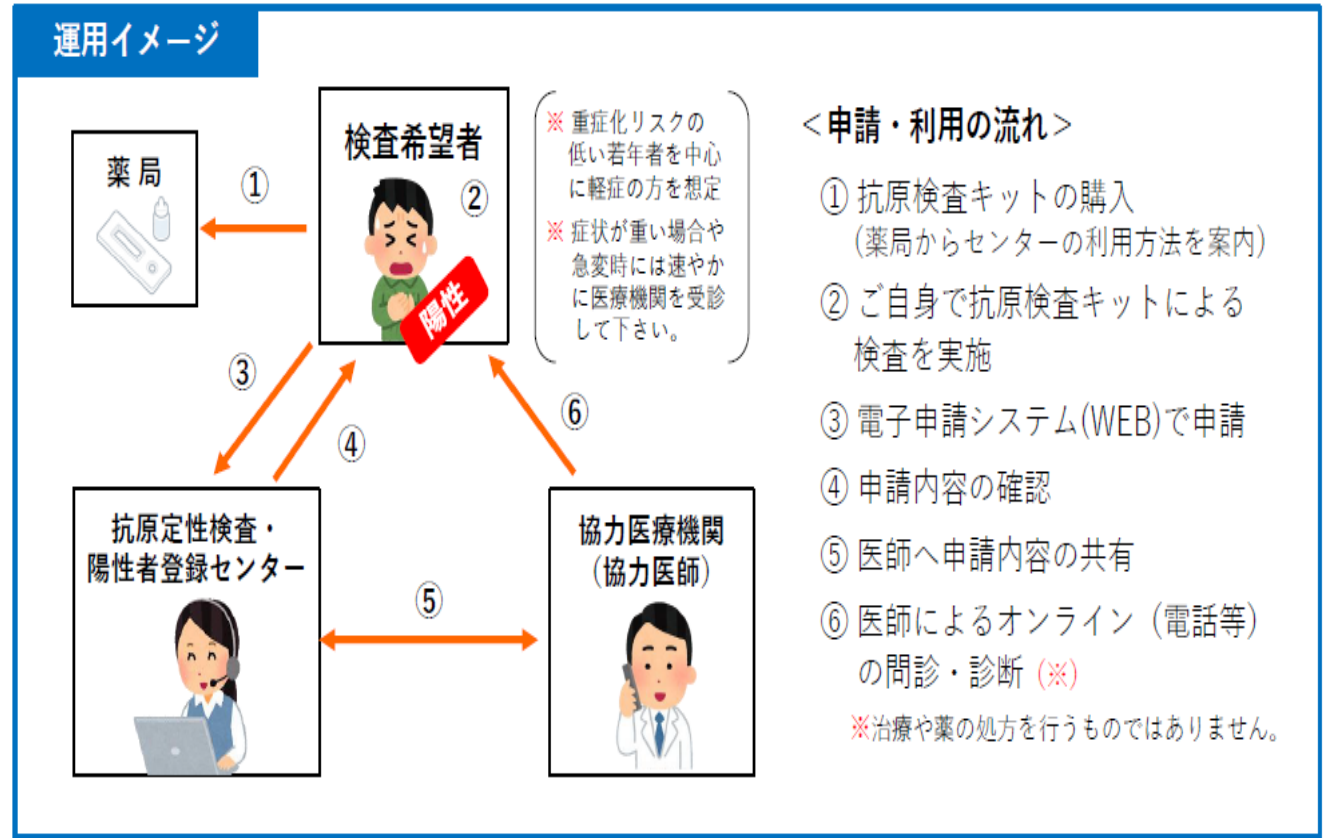 運用イメージ
薬局
①
検査希望者
②
陽性
※ 重症化リスクの
低い若年者を中心
に軽症の方を想定
※ 症状が重い場合や
急変時には速やか
に医療機関を受診
して下さい。
③
④
⑥
抗原定性検査・
陽性者登録センター
⑤
協力医療機関
(協力医師)
<申請・利用の流れ>
① 抗原検査キットの購入
(薬局からセンターの利用方法を案内)
② ご自身で抗原検査キットによる
検査を実施
③ 電子申請システム(WEB)で申請
④ 申請内容の確認
⑤ 医師へ申請内容の共有
⑥ 医師によるオンライン(電話等)
の問診・診断 (※)
※治療や薬の処方を行うものではありません。